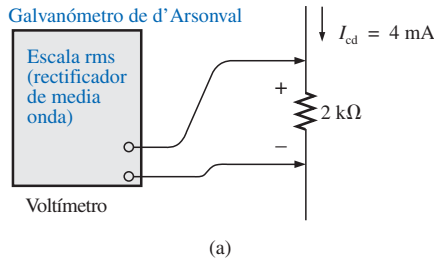 Galvanómetro de d'Arsonval
Escala rms
(rectificador
de media
onda)
Voltímetro
I_cd = 4 mA
+
2 kΩ
–
(a)